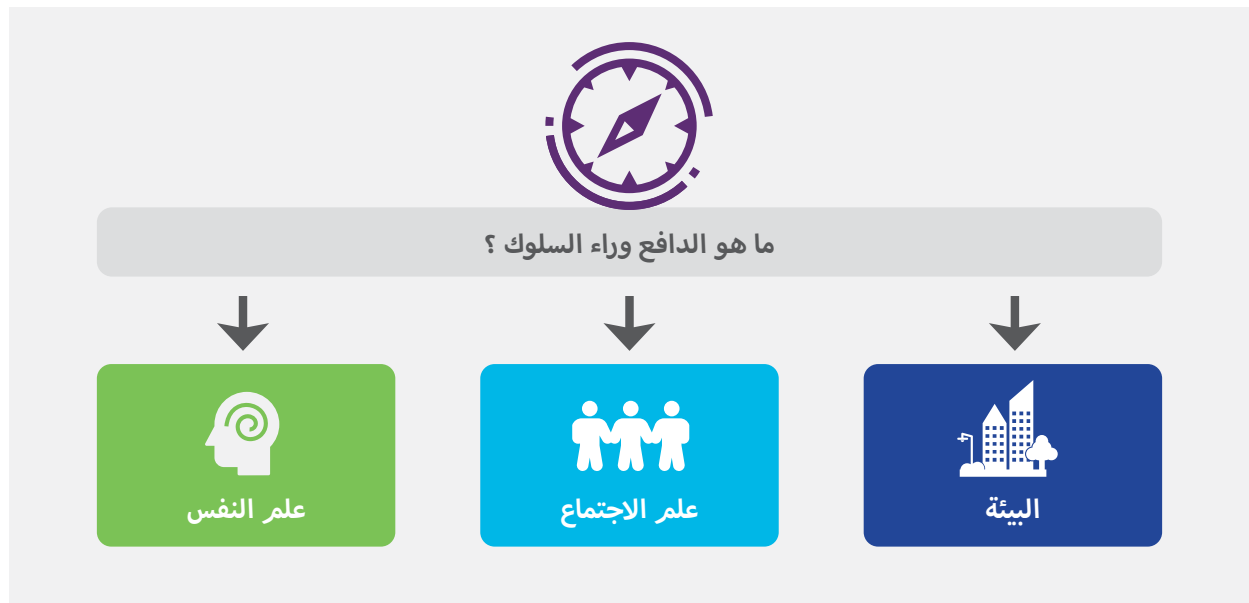 ما هو الدافع وراء السلوك ؟
البيئة
علم الاجتماع
علم النفس